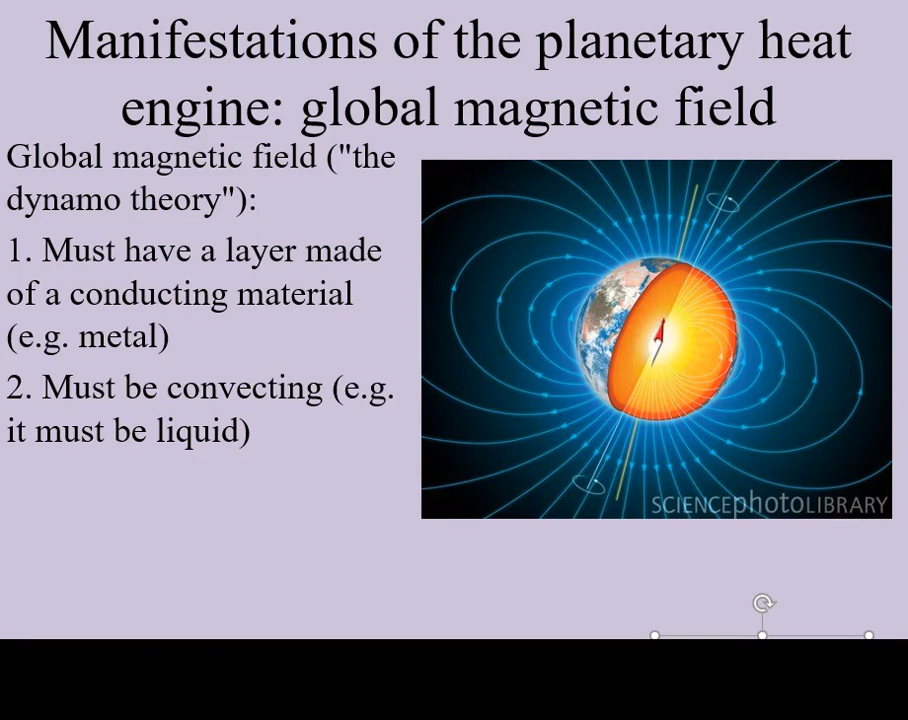 Manifestations of the planetary heat
engine: global magnetic field
Global magnetic field ("the
dynamo theory"):
1. Must have a layer made
of a conducting material
(e.g. metal)
2. Must be convecting (e.g.
it must be liquid)
SCIENCEphotoLIBRARY